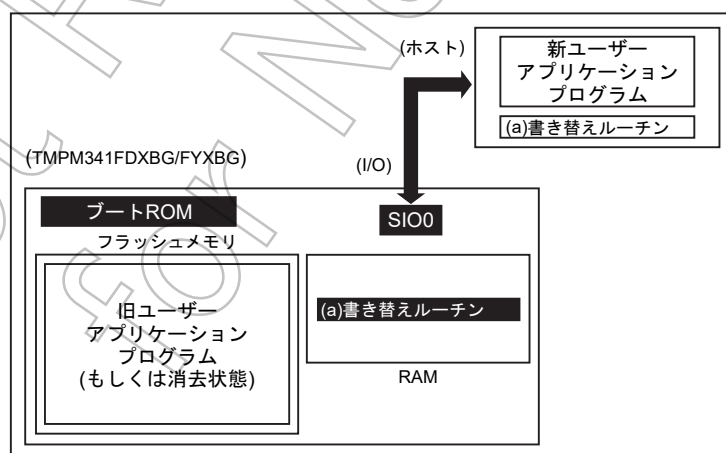 (ホスト)
新ユーザー
アプリケーション
プログラム
(a)書き替えルーチン
(TMPM341FDXBG/FYXBG)
(I/O)
ブートROM
SIO0
フラッシュメモリ
旧ユーザー
アプリケーション
プログラム
(もしくは消去状態)
(a)書き替えルーチン
RAM